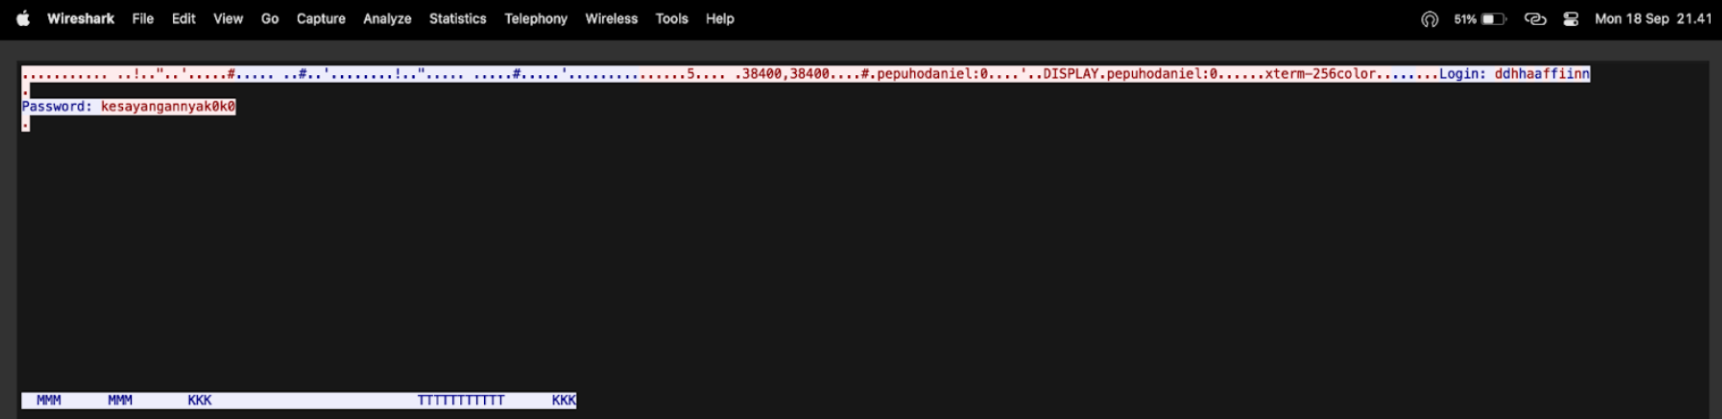 Wireshark File Edit View Go Capture Analyze Statistics Telephony Wireless Tools Help 51% Mon 18 Sep 21.41
........... ..!.."..'.....#..... ..#..'........!.."..... .....#.....'...............5.... .38400,38400....#.pepuhodaniel:0....'..DISPLAY.pepuhodaniel:0......xterm-256color........Login: ddhhaaffiinn
.
Password: kesayangannyak0k0
.
MMM MMM KKK TTTTTTTTTTT KKK